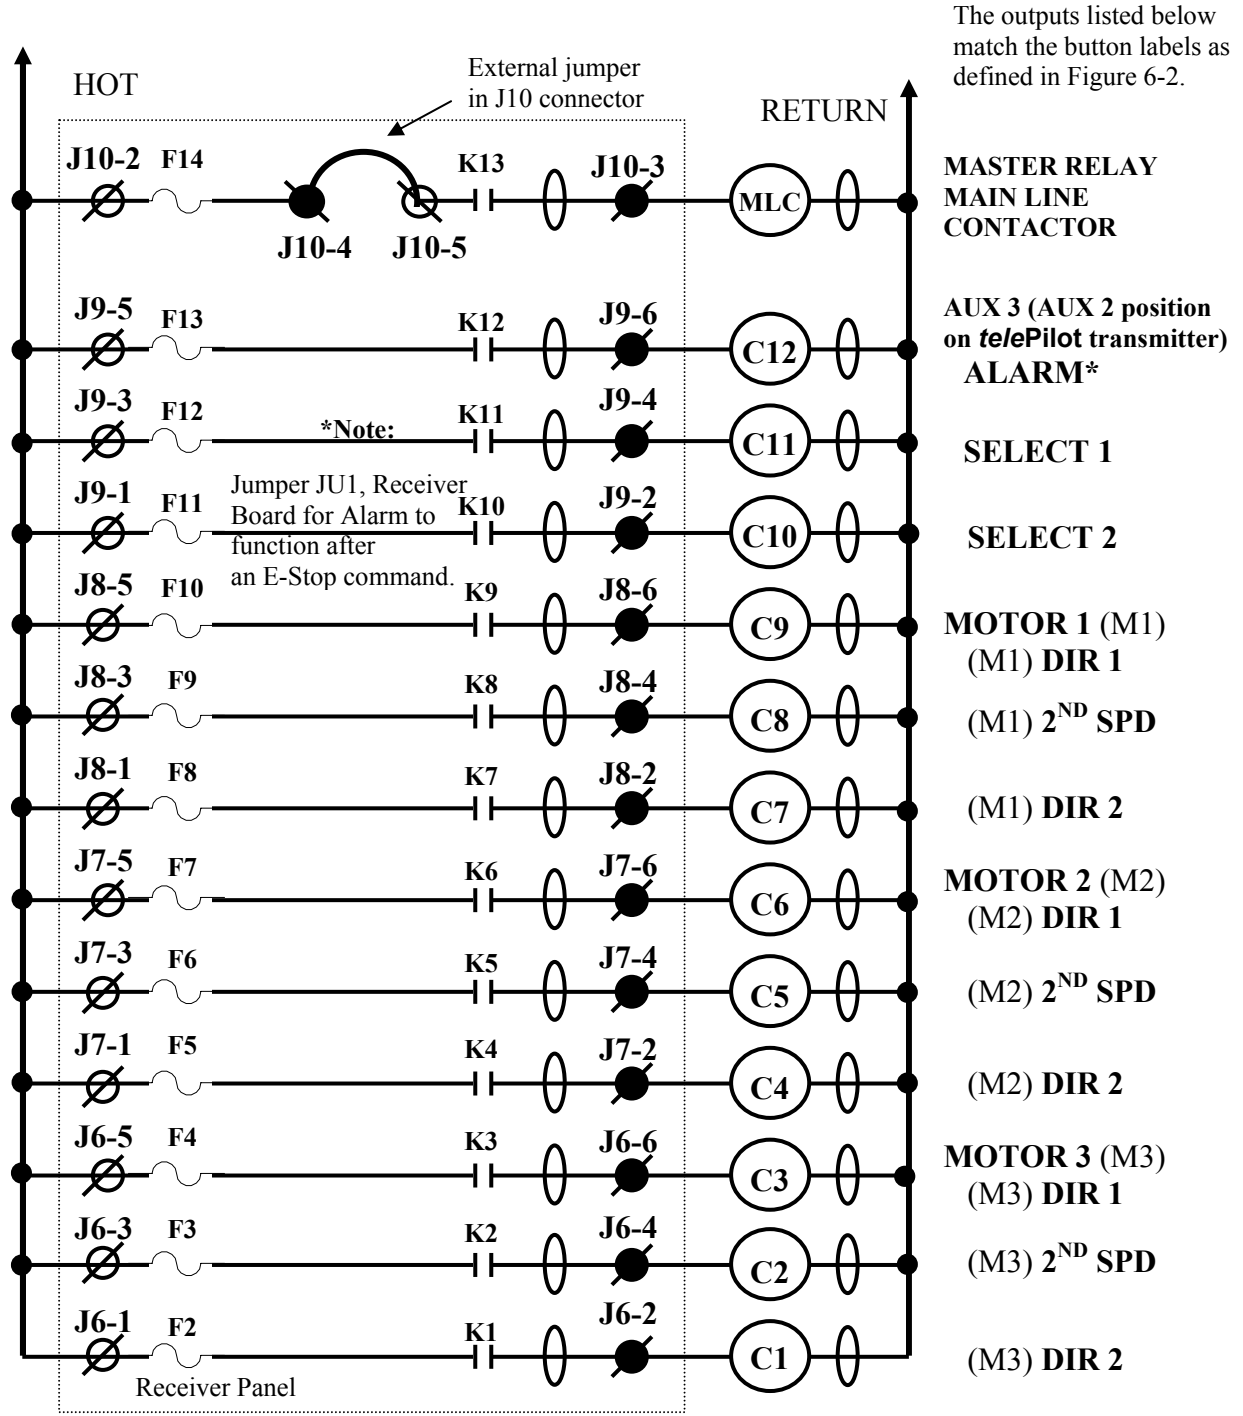 The outputs listed below
match the button labels as
defined in Figure 6-2.
HOT
External jumper
in J10 connector
RETURN
J10-2 F14 K13 J10-3
MLC
J10-4 J10-5
MASTER RELAY
MAIN LINE
CONTACTOR
J9-5 F13 K12 J9-6
C12
AUX 3 (AUX 2 position
on telePilot transmitter)
ALARM*
J9-3 F12 *Note: K11 J9-4
C11
SELECT 1
J9-1 F11 K10 J9-2
C10
SELECT 2
Jumper JU1, Receiver
Board for Alarm to
function after
an E-Stop command.
J8-5 F10 K9 J8-6
C9
MOTOR 1 (M1)
(M1) DIR 1
J8-3 F9 K8 J8-4
C8
(M1) 2ND SPD
J8-1 F8 K7 J8-2
C7
(M1) DIR 2
J7-5 F7 K6 J7-6
C6
MOTOR 2 (M2)
(M2) DIR 1
J7-3 F6 K5 J7-4
C5
(M2) 2ND SPD
J7-1 F5 K4 J7-2
C4
(M2) DIR 2
J6-5 F4 K3 J6-6
C3
MOTOR 3 (M3)
(M3) DIR 1
J6-3 F3 K2 J6-4
C2
(M3) 2ND SPD
J6-1 F2 K1 J6-2
C1
(M3) DIR 2
Receiver Panel